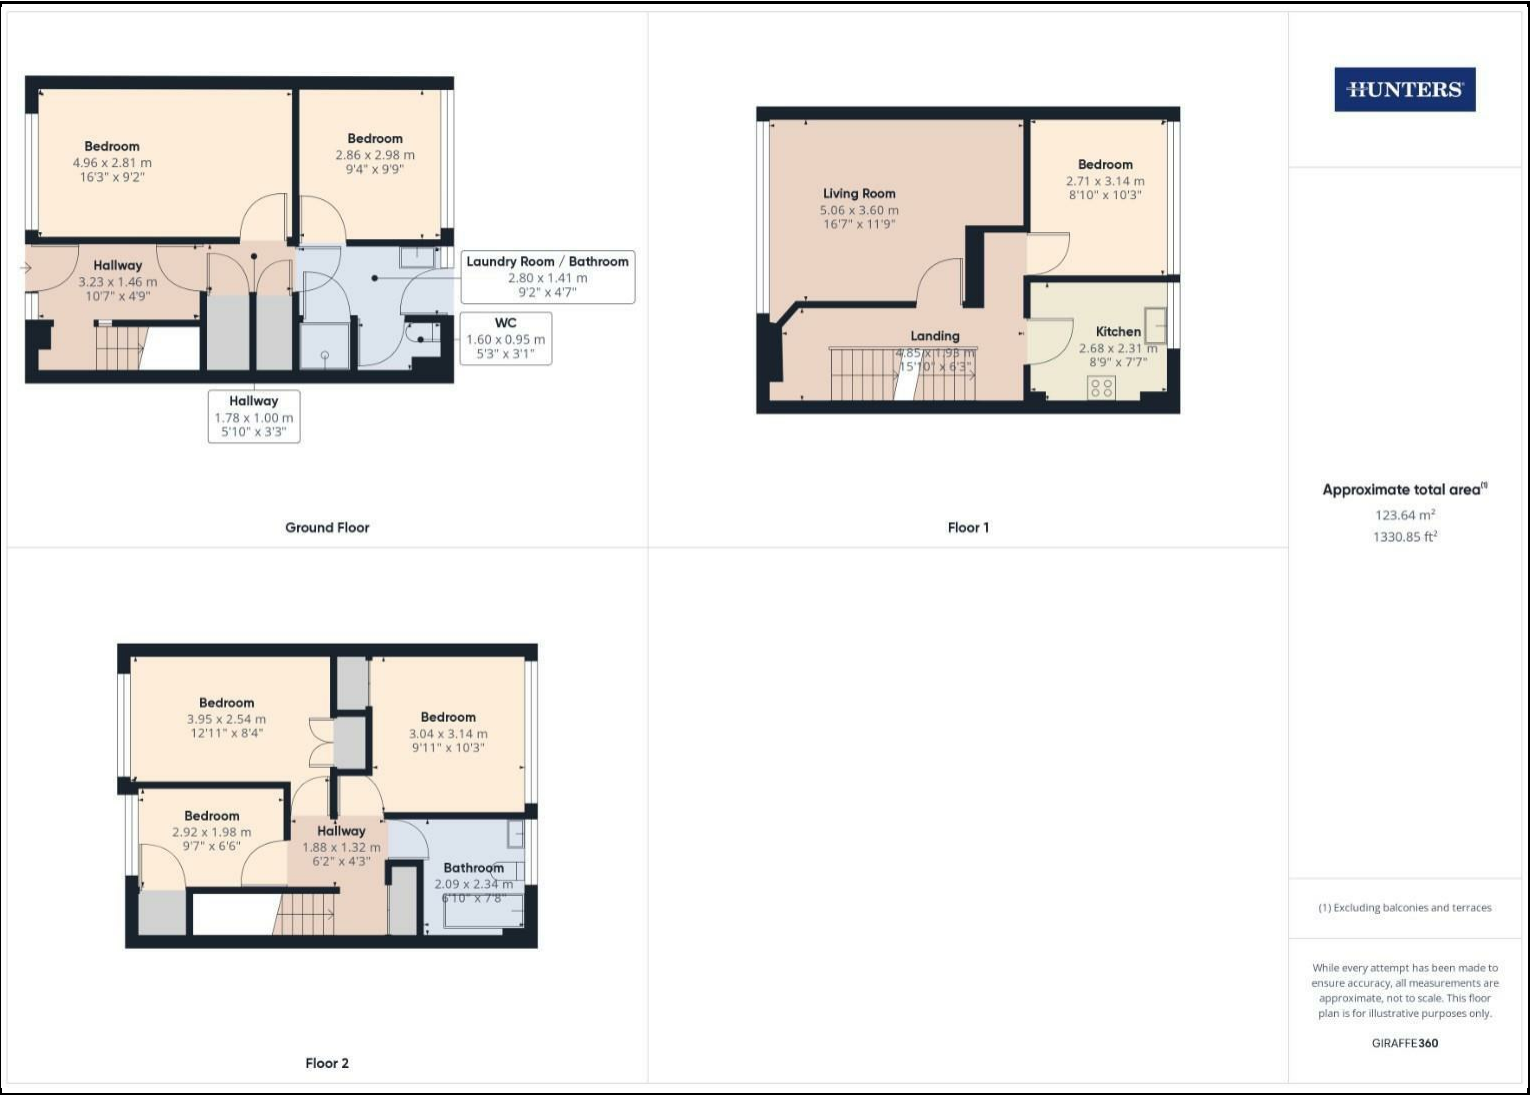 Bedroom
4.96 x 2.81 m
16'3" x 9'2"
Bedroom
2.86 x 2.98 m
9'4" x 9'9"
Hallway
3.23 x 1.46 m
10'7" x 4'9"
Laundry Room / Bathroom
2.80 x 1.41 m
9'2" x 4'7"
WC
1.60 x 0.95 m
5'3" x 3'1"
Hallway
1.78 x 1.00 m
5'10" x 3'3"
Ground Floor
Living Room
5.06 x 3.60 m
16'7" x 11'9"
Bedroom
2.71 x 3.14 m
8'10" x 10'3"
Landing
4.85 x 1.93 m
15'10" x 6'3"
Kitchen
2.68 x 2.31 m
8'9" x 7'7"
Floor 1
Bedroom
3.95 x 2.54 m
12'11" x 8'4"
Bedroom
3.04 x 3.14 m
9'11" x 10'3"
Bedroom
2.92 x 1.98 m
9'7" x 6'6"
Hallway
1.88 x 1.32 m
6'2" x 4'3"
Bathroom
2.09 x 2.34 m
6'10" x 7'8"
Floor 2
HUNTERS
Approximate total area(1)
123.64 m²
1330.85 ft²
(1) Excluding balconies and terraces
While every attempt has been made to
ensure accuracy, all measurements are
approximate, not to scale. This floor
plan is for illustrative purposes only.
GIRAFFE360